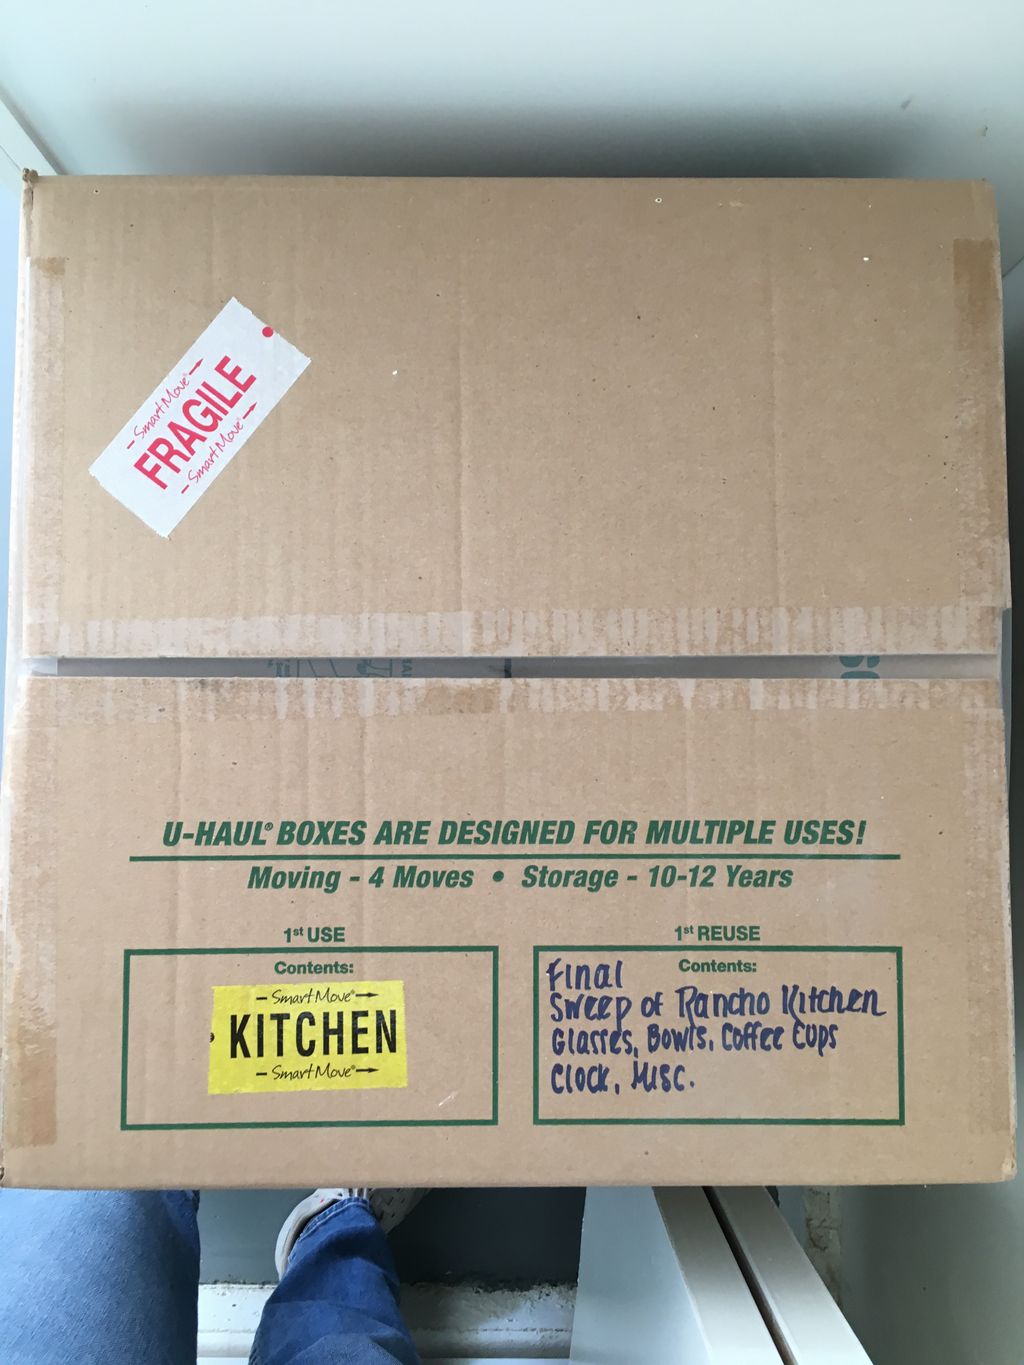 Smart Move®
FRAGILE
Smart Move®
U-HAUL® BOXES ARE DESIGNED FOR MULTIPLE USES!
Moving - 4 Moves • Storage - 10-12 Years
1st USE
Contents:
Smart Move®
KITCHEN
Smart Move®
1st REUSE
Contents:
Final
Sweep of Rancho Kitchen
Glasses, Bowls, Coffee Cups
Clock, Misc.